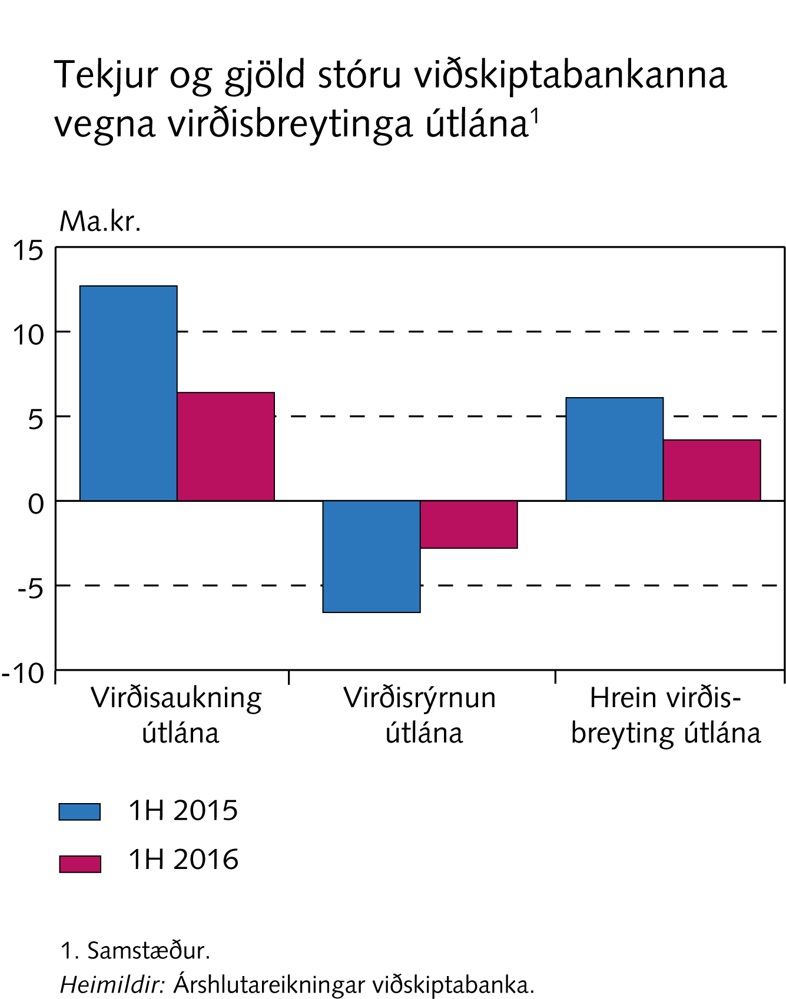 Tekjur og gjöld stóru viðskiptabankanna
vegna virðisbreytinga útlána¹
Ma.kr.
15
10
5
0
-5
-10
Virðisaukning
útlána
Virðisrýrnun
útlána
Hrein virðis-
breyting útlána
1H 2015
1H 2016
1. Samstæður.
Heimildir: Árshlutareikningar viðskiptabanka.